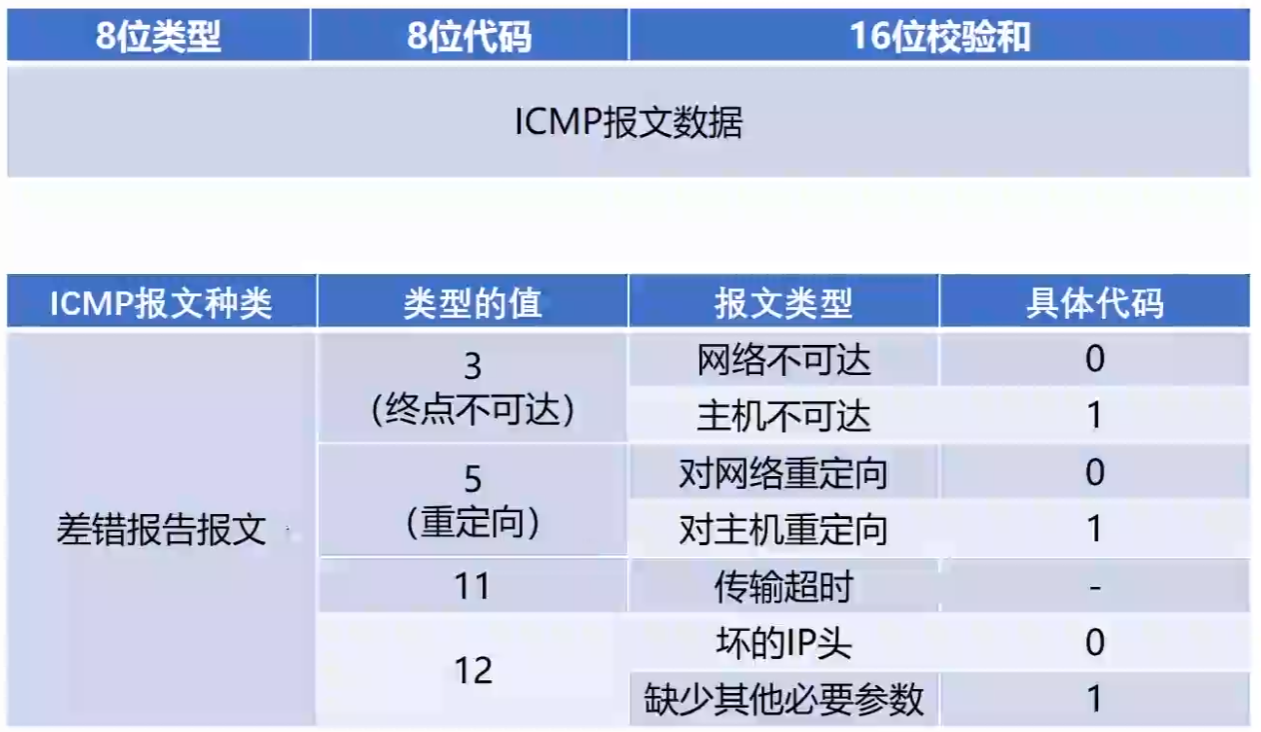 8位类型 8位代码 16位校验和
ICMP报文数据
ICMP报文种类 类型的值 报文类型 具体代码
差错报告报文
3
(终点不可达)
网络不可达 0
主机不可达 1
5
(重定向)
对网络重定向 0
对主机重定向 1
11 传输超时 -
12
坏的IP头 0
缺少其他必要参数 1